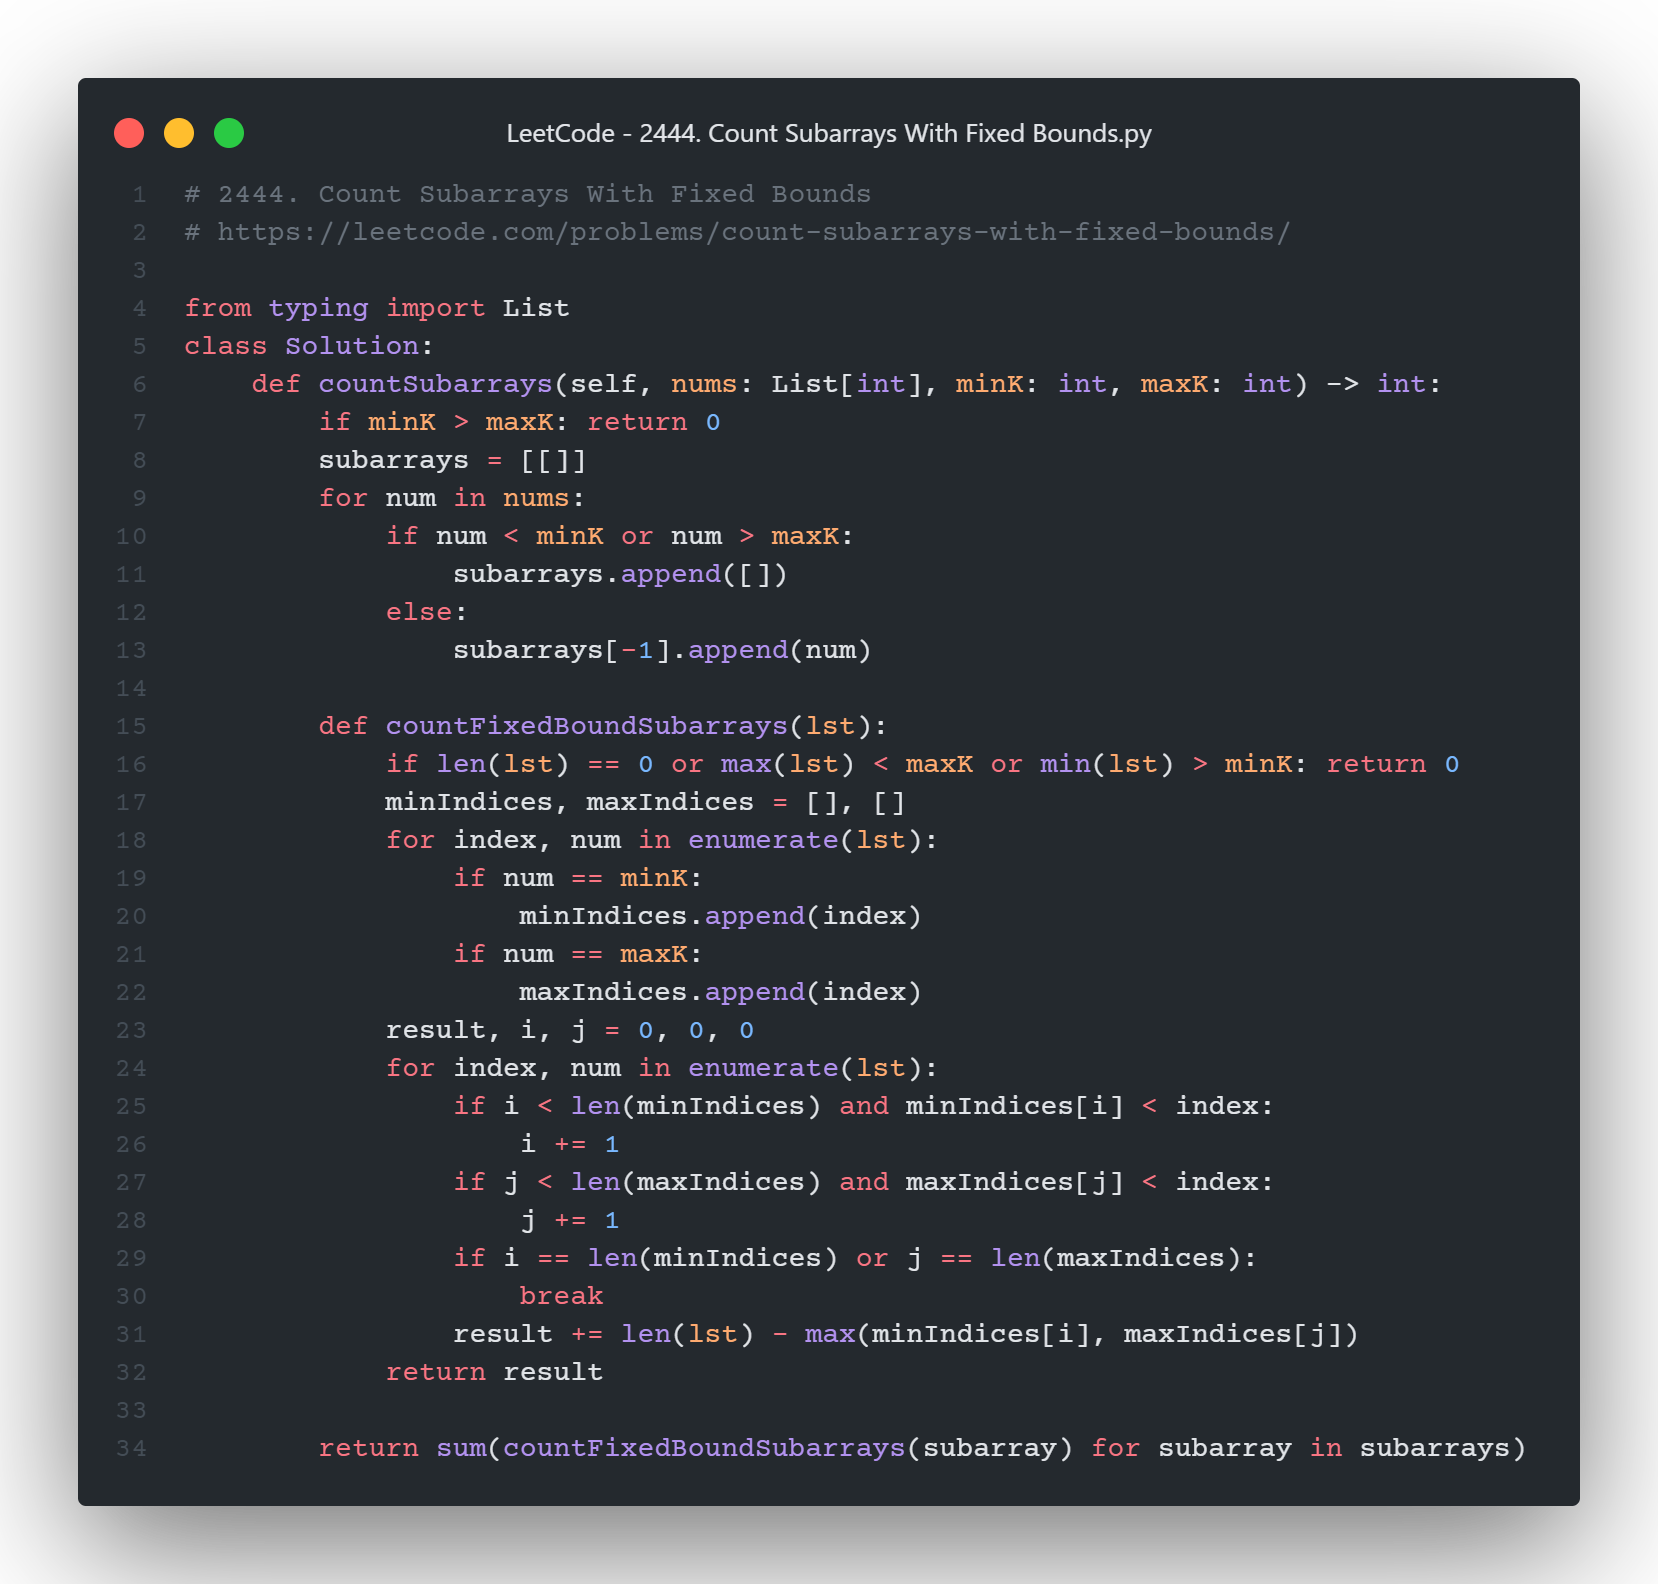 LeetCode - 2444. Count Subarrays With Fixed Bounds.py
1 # 2444. Count Subarrays With Fixed Bounds
2 # https://leetcode.com/problems/count-subarrays-with-fixed-bounds/
3
4 from typing import List
5 class Solution:
6     def countSubarrays(self, nums: List[int], minK: int, maxK: int) -> int:
7         if minK > maxK: return 0
8         subarrays = [[]]
9         for num in nums:
10             if num < minK or num > maxK:
11                 subarrays.append([])
12             else:
13                 subarrays[-1].append(num)
14
15         def countFixedBoundSubarrays(lst):
16             if len(lst) == 0 or max(lst) < maxK or min(lst) > minK: return 0
17             minIndices, maxIndices = [], []
18             for index, num in enumerate(lst):
19                 if num == minK:
20                     minIndices.append(index)
21                 if num == maxK:
22                     maxIndices.append(index)
23             result, i, j = 0, 0, 0
24             for index, num in enumerate(lst):
25                 if i < len(minIndices) and minIndices[i] < index:
26                     i += 1
27                 if j < len(maxIndices) and maxIndices[j] < index:
28                     j += 1
29                 if i == len(minIndices) or j == len(maxIndices):
30                     break
31                 result += len(lst) - max(minIndices[i], maxIndices[j])
32             return result
33
34         return sum(countFixedBoundSubarrays(subarray) for subarray in subarrays)